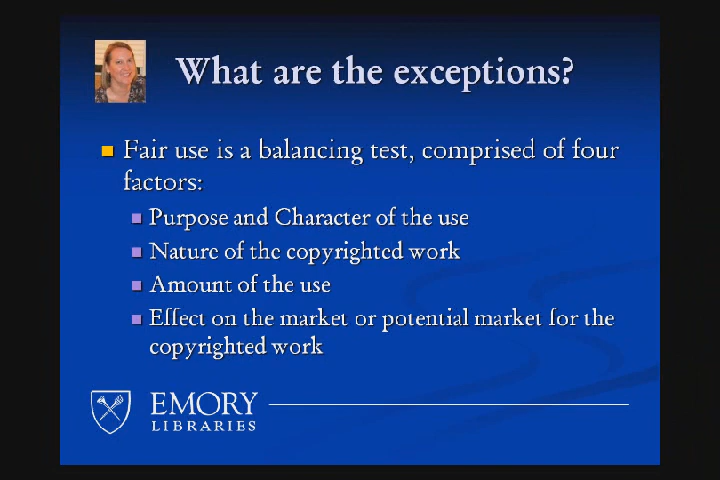 What are the exceptions?
Fair use is a balancing test, comprised of four
factors:
Purpose and Character of the use
Nature of the copyrighted work
Amount of the use
Effect on the market or potential market for the
copyrighted work
EMORY
LIBRARIES